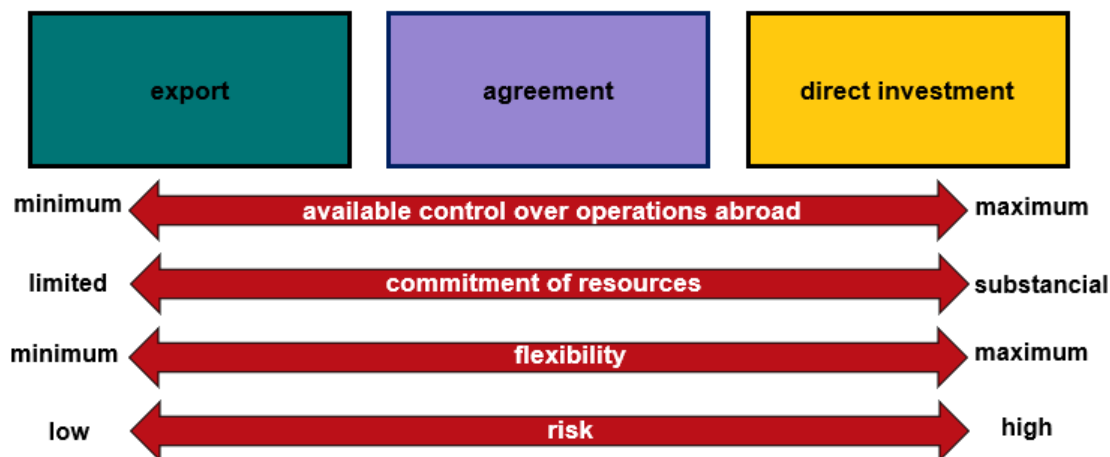 export
agreement
direct investment
minimum
available control over operations abroad
maximum
limited
commitment of resources
substancial
minimum
flexibility
maximum
low
risk
high